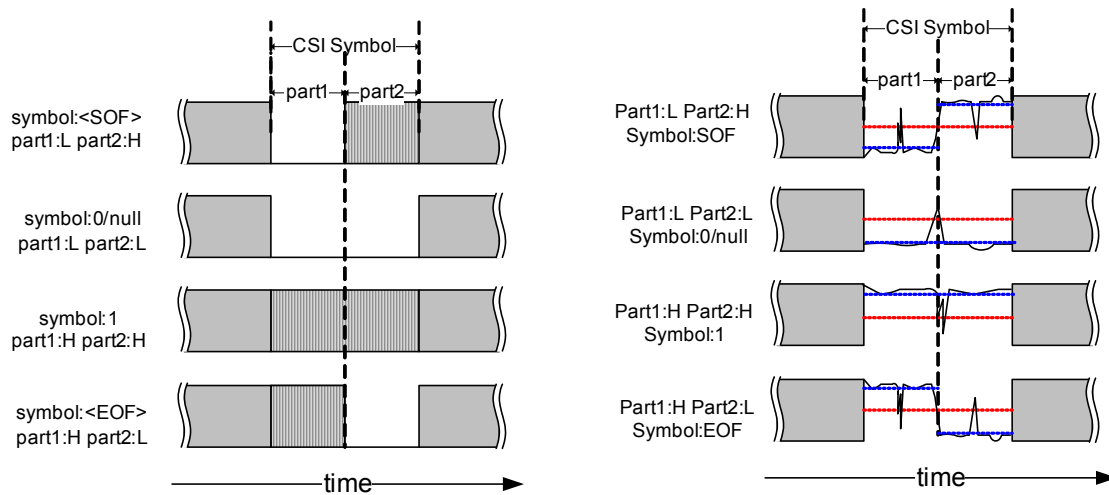 CSI Symbol
part1
part2
symbol:<SOF>
part1:L part2:H
symbol:0/null
part1:L part2:L
symbol:1
part1:H part2:H
symbol:<EOF>
part1:H part2:L
time
CSI Symbol
part1
part2
Part1:L Part2:H
Symbol:SOF
Part1:L Part2:L
Symbol:0/null
Part1:H Part2:H
Symbol:1
Part1:H Part2:L
Symbol:EOF
time